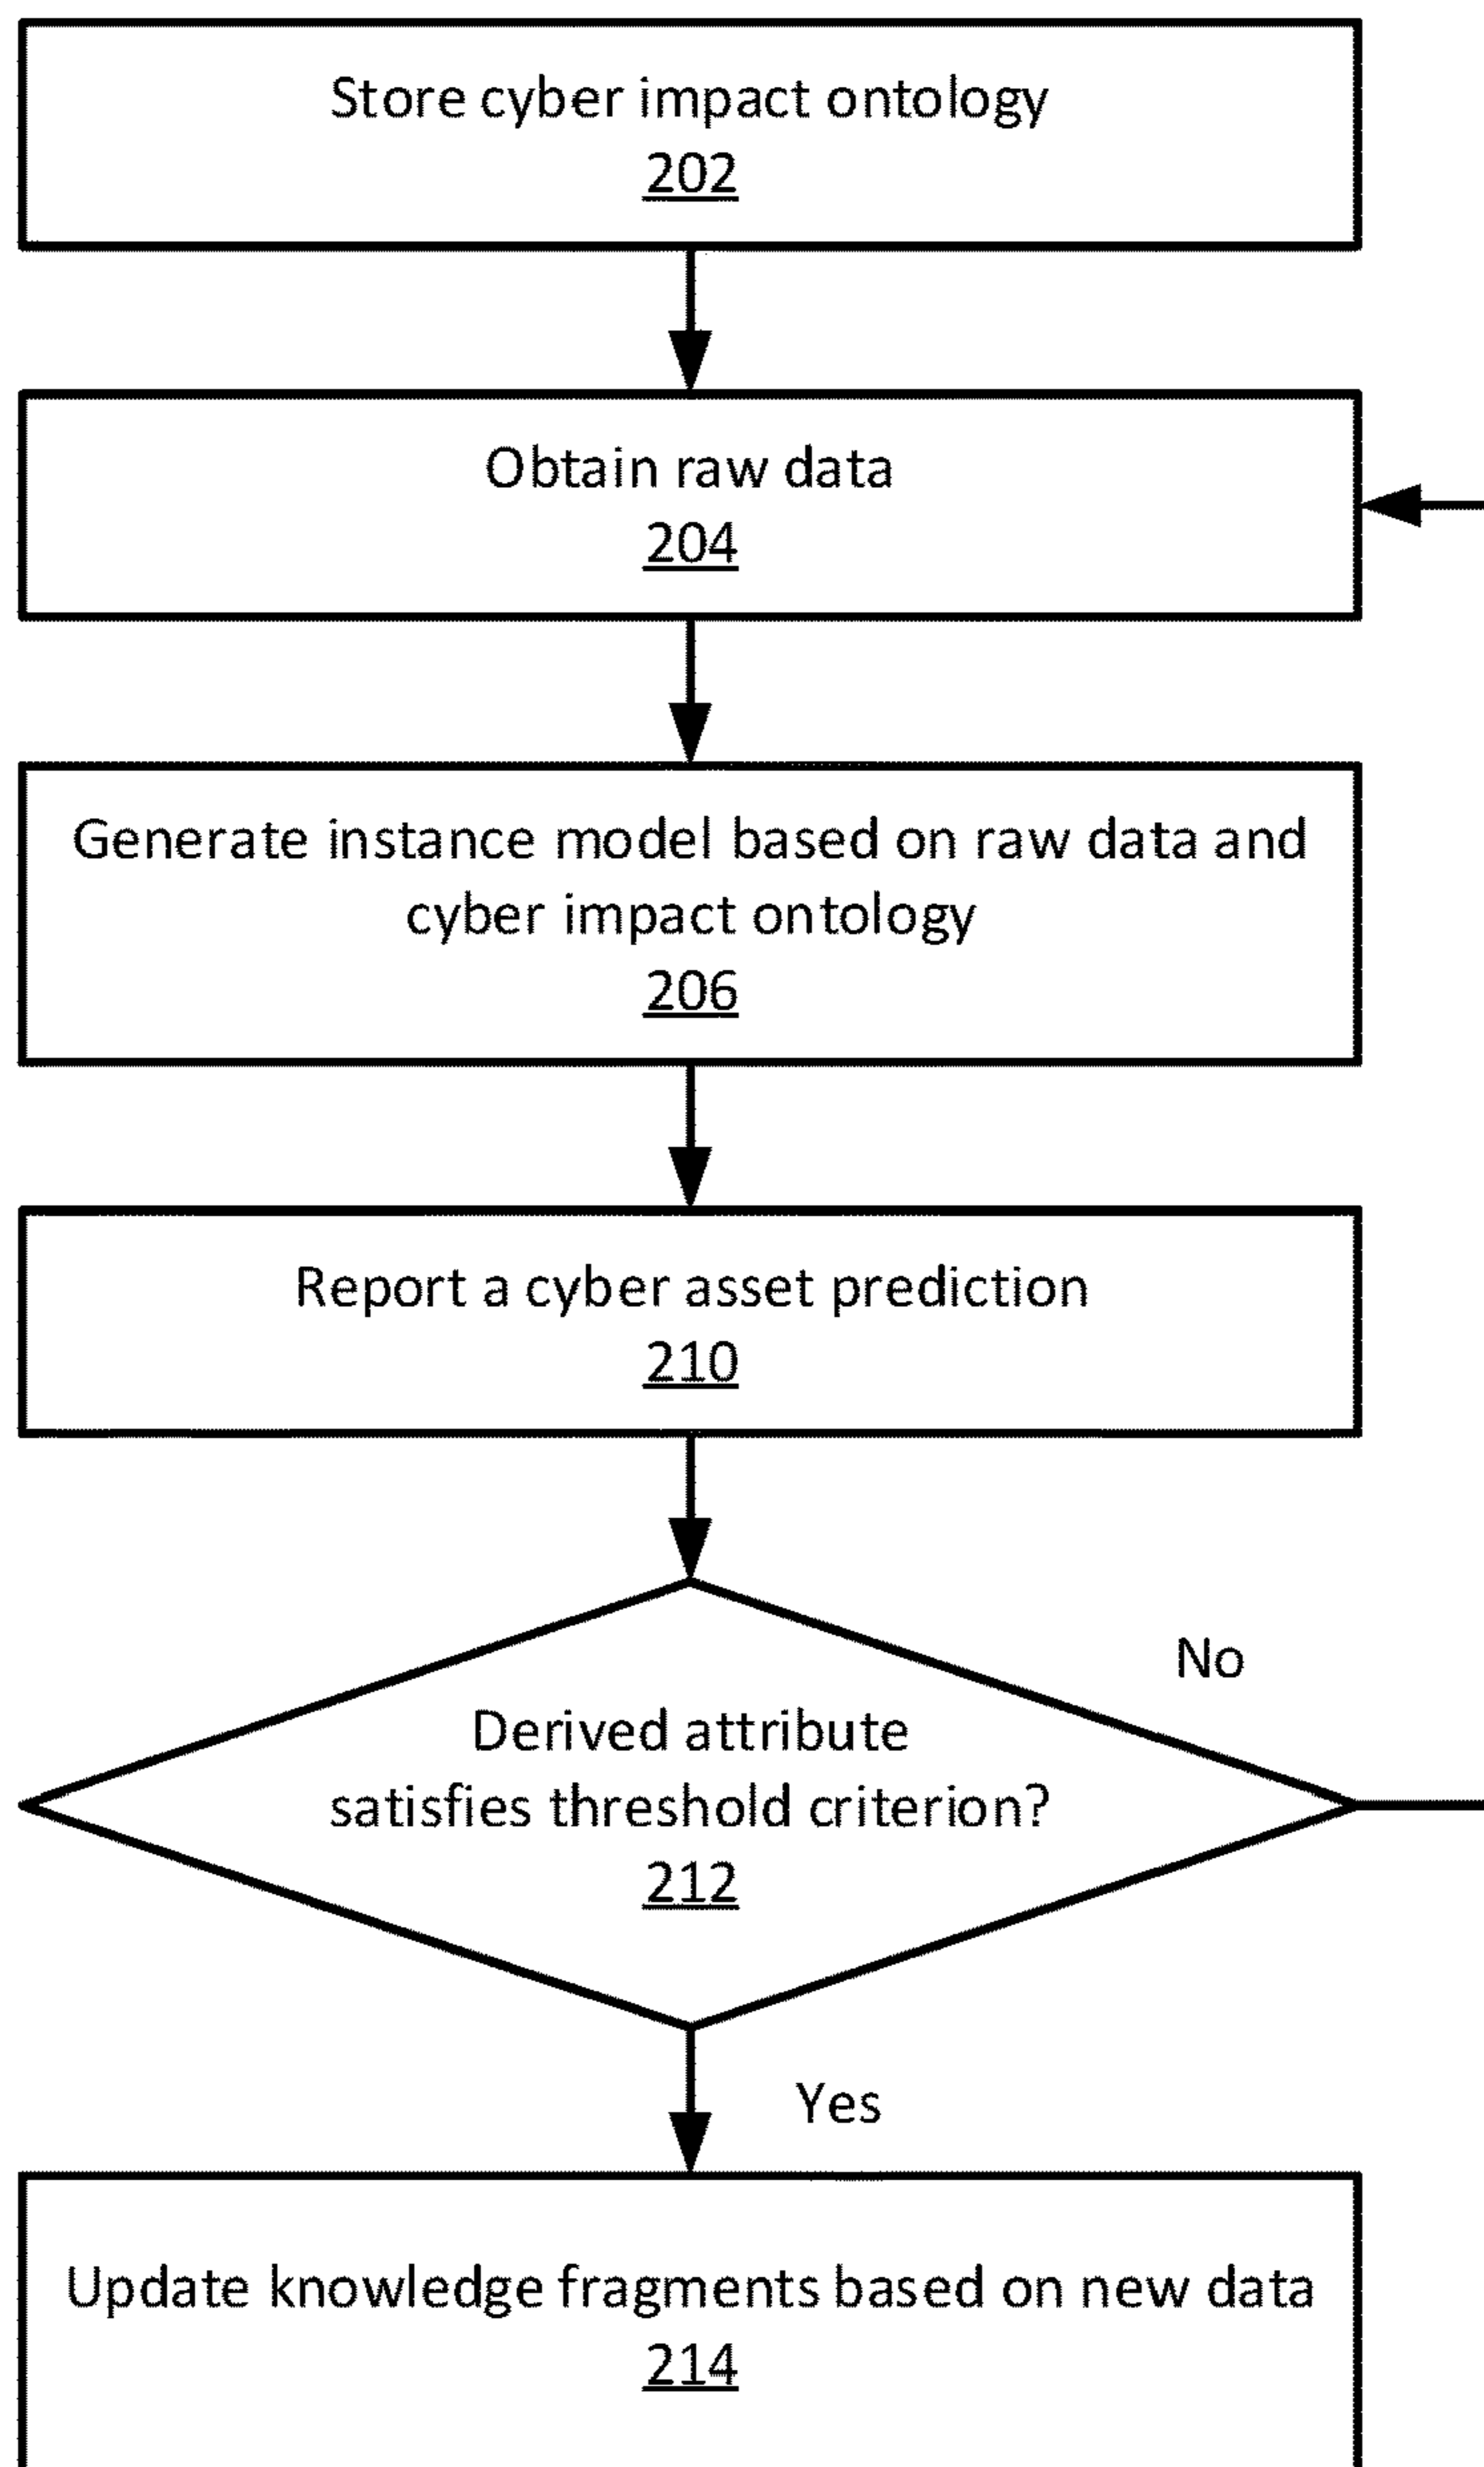 Store cyber impact ontology
202
Obtain raw data
204
Generate instance model based on raw data and
cyber impact ontology
206
Report a cyber asset prediction
210
No
Derived attribute
satisfies threshold criterion?
212
Yes
Update knowledge fragments based on new data
214